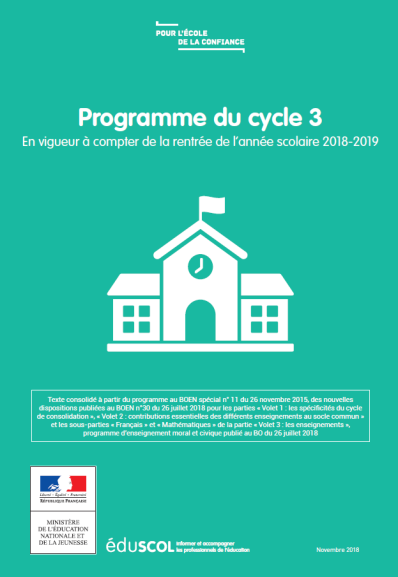 POUR L'ÉCOLE
DE LA CONFIANCE
Programme du cycle 3
En vigueur à compter de la rentrée de l'année scolaire 2018-2019
Texte consolidé à partir du programme au BOEN spécial n° 11 du 26 novembre 2015, des nouvelles
dispositions publiées au BOEN n°30 du 26 juillet 2018 pour les parties « Volet 1 : les spécificités du cycle
de consolidation », « Volet 2 : contributions essentielles des différents enseignements au socle commun »
et les sous-parties « Français » et « Mathématiques » de la partie « Volet 3 : les enseignements »,
programme d'enseignement moral et civique publié au BO du 26 juillet 2018
Liberté • Égalité • Fraternité
RÉPUBLIQUE FRANÇAISE
MINISTÈRE
DE L'ÉDUCATION
NATIONALE ET
DE LA JEUNESSE
éduSCOL
informer et accompagner
les professionnels de l'éducation
Novembre 2018